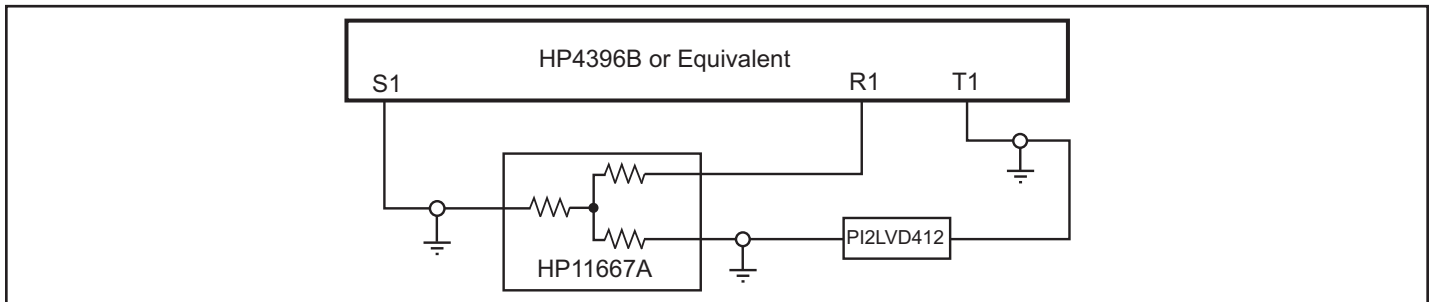 HP4396B or Equivalent
S1
R1
T1
PI2LVD412
HP11667A